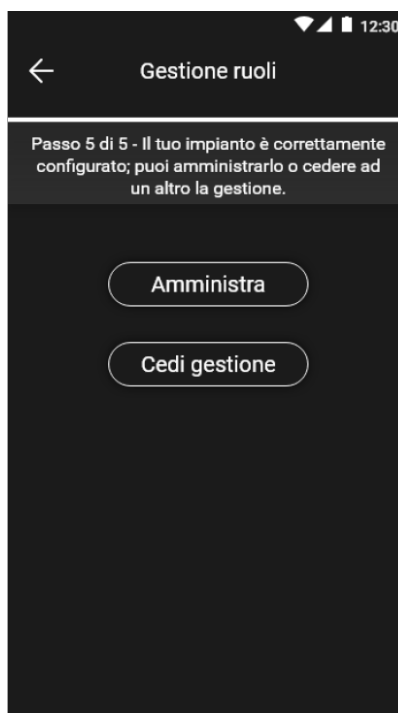 12:30
Gestione ruoli
Passo 5 di 5 - Il tuo impianto è correttamente
configurato; puoi amministrarlo o cedere ad
un altro la gestione.
Amministra
Cedi gestione